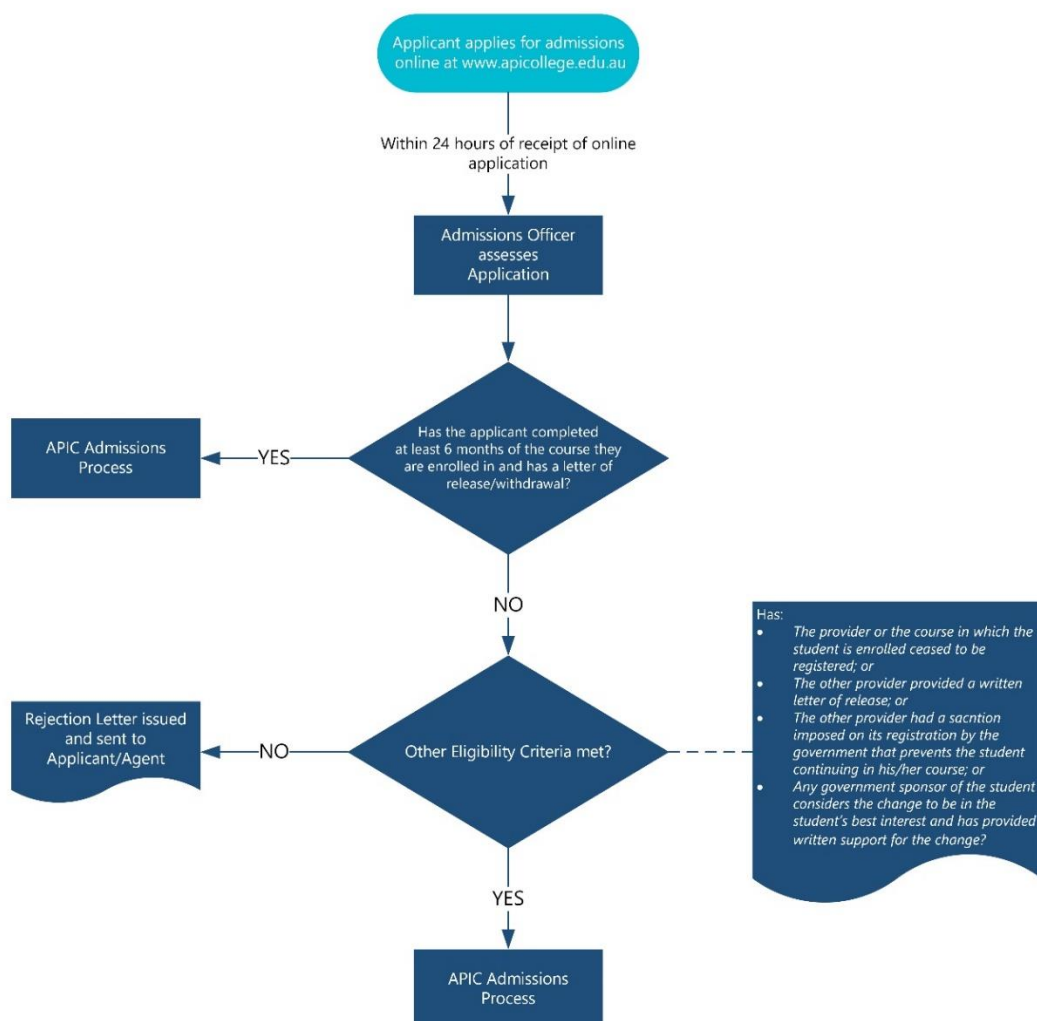 Applicant applies for admissions
online at www.apicollege.edu.au
Within 24 hours of receipt of online
application
Admissions Officer
assesses
Application
Has the applicant completed
at least 6 months of the course they
are enrolled in and has a letter of
release/withdrawal?
YES
APIC Admissions
Process
NO
Other Eligibility Criteria met?
NO
Rejection Letter issued
and sent to
Applicant/Agent
Has:
• The provider or the course in which the
student is enrolled ceased to be
registered; or
• The other provider provided a written
letter of release; or
• The other provider had a sacntion
imposed on its registration by the
government that prevents the student
continuing in his/her course; or
• Any government sponsor of the student
considers the change to be in the
student's best interest and has provided
written support for the change?
YES
APIC Admissions
Process